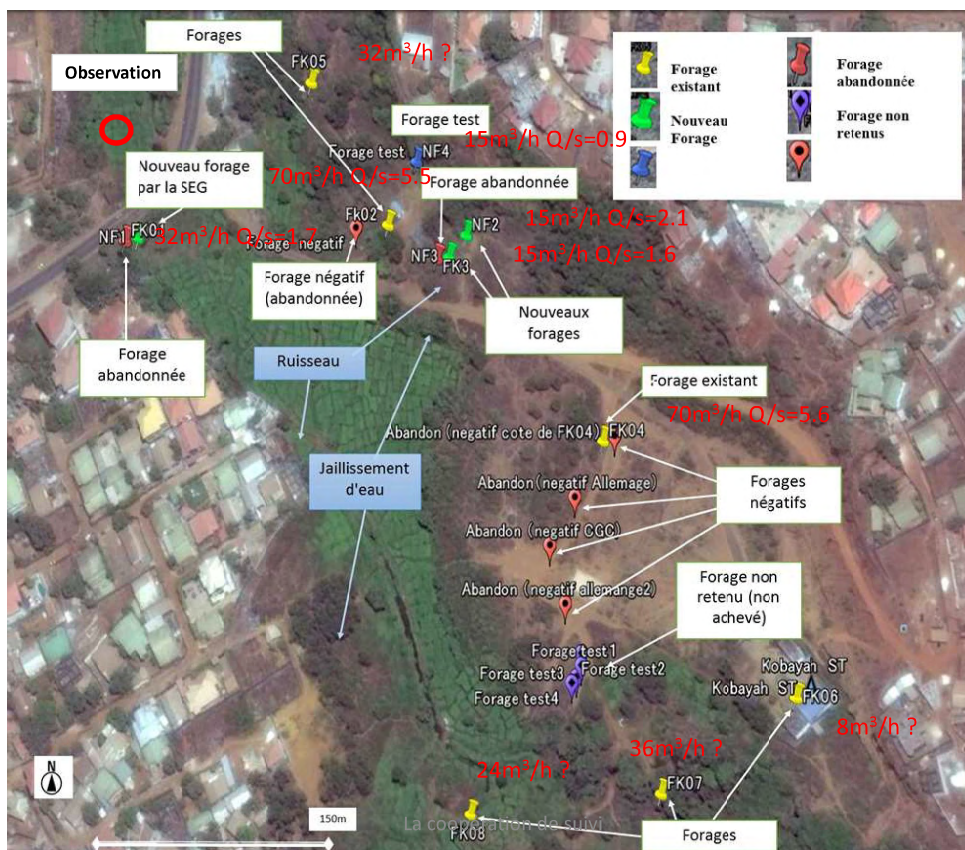 Forages
32m³/h ?
FK05
Observation
Forage
existant
Nouveau
Forage
Forage
abandonnée
Forage non
retenus
Forage test
15m³/h Q/s=0.9
Forage test
NF4
Nouveau forage
par la SEG
70m³/h Q/s=5.5
Forage abandonnée
Fk02
NF2
15m³/h Q/s=2.1
NF1
FK01
32m³/h Q/s=1.7
Forage negatif
NF3
FK3
15m³/h Q/s=1.6
Forage négatif
(abandonnée)
Nouveaux
forages
Forage
abandonnée
Ruisseau
Forage existant
70m³/h Q/s=5.6
Abandon (negatif cote de FK04)
FK04
Jaillissement
d'eau
Abandon (negatif Allemage)
Forages
négatifs
Abandon (negatif CGC)
Abandon (negatif allemange2)
Forage non
retenu (non
achevé)
Forage test1
Forage test3
Forage test2
Forage test4
Kobayah ST
Kobayah ST
FK06
8m³/h ?
36m³/h ?
24m³/h ?
N
FK07
150m
La coopération de suivi
FK08
Forages